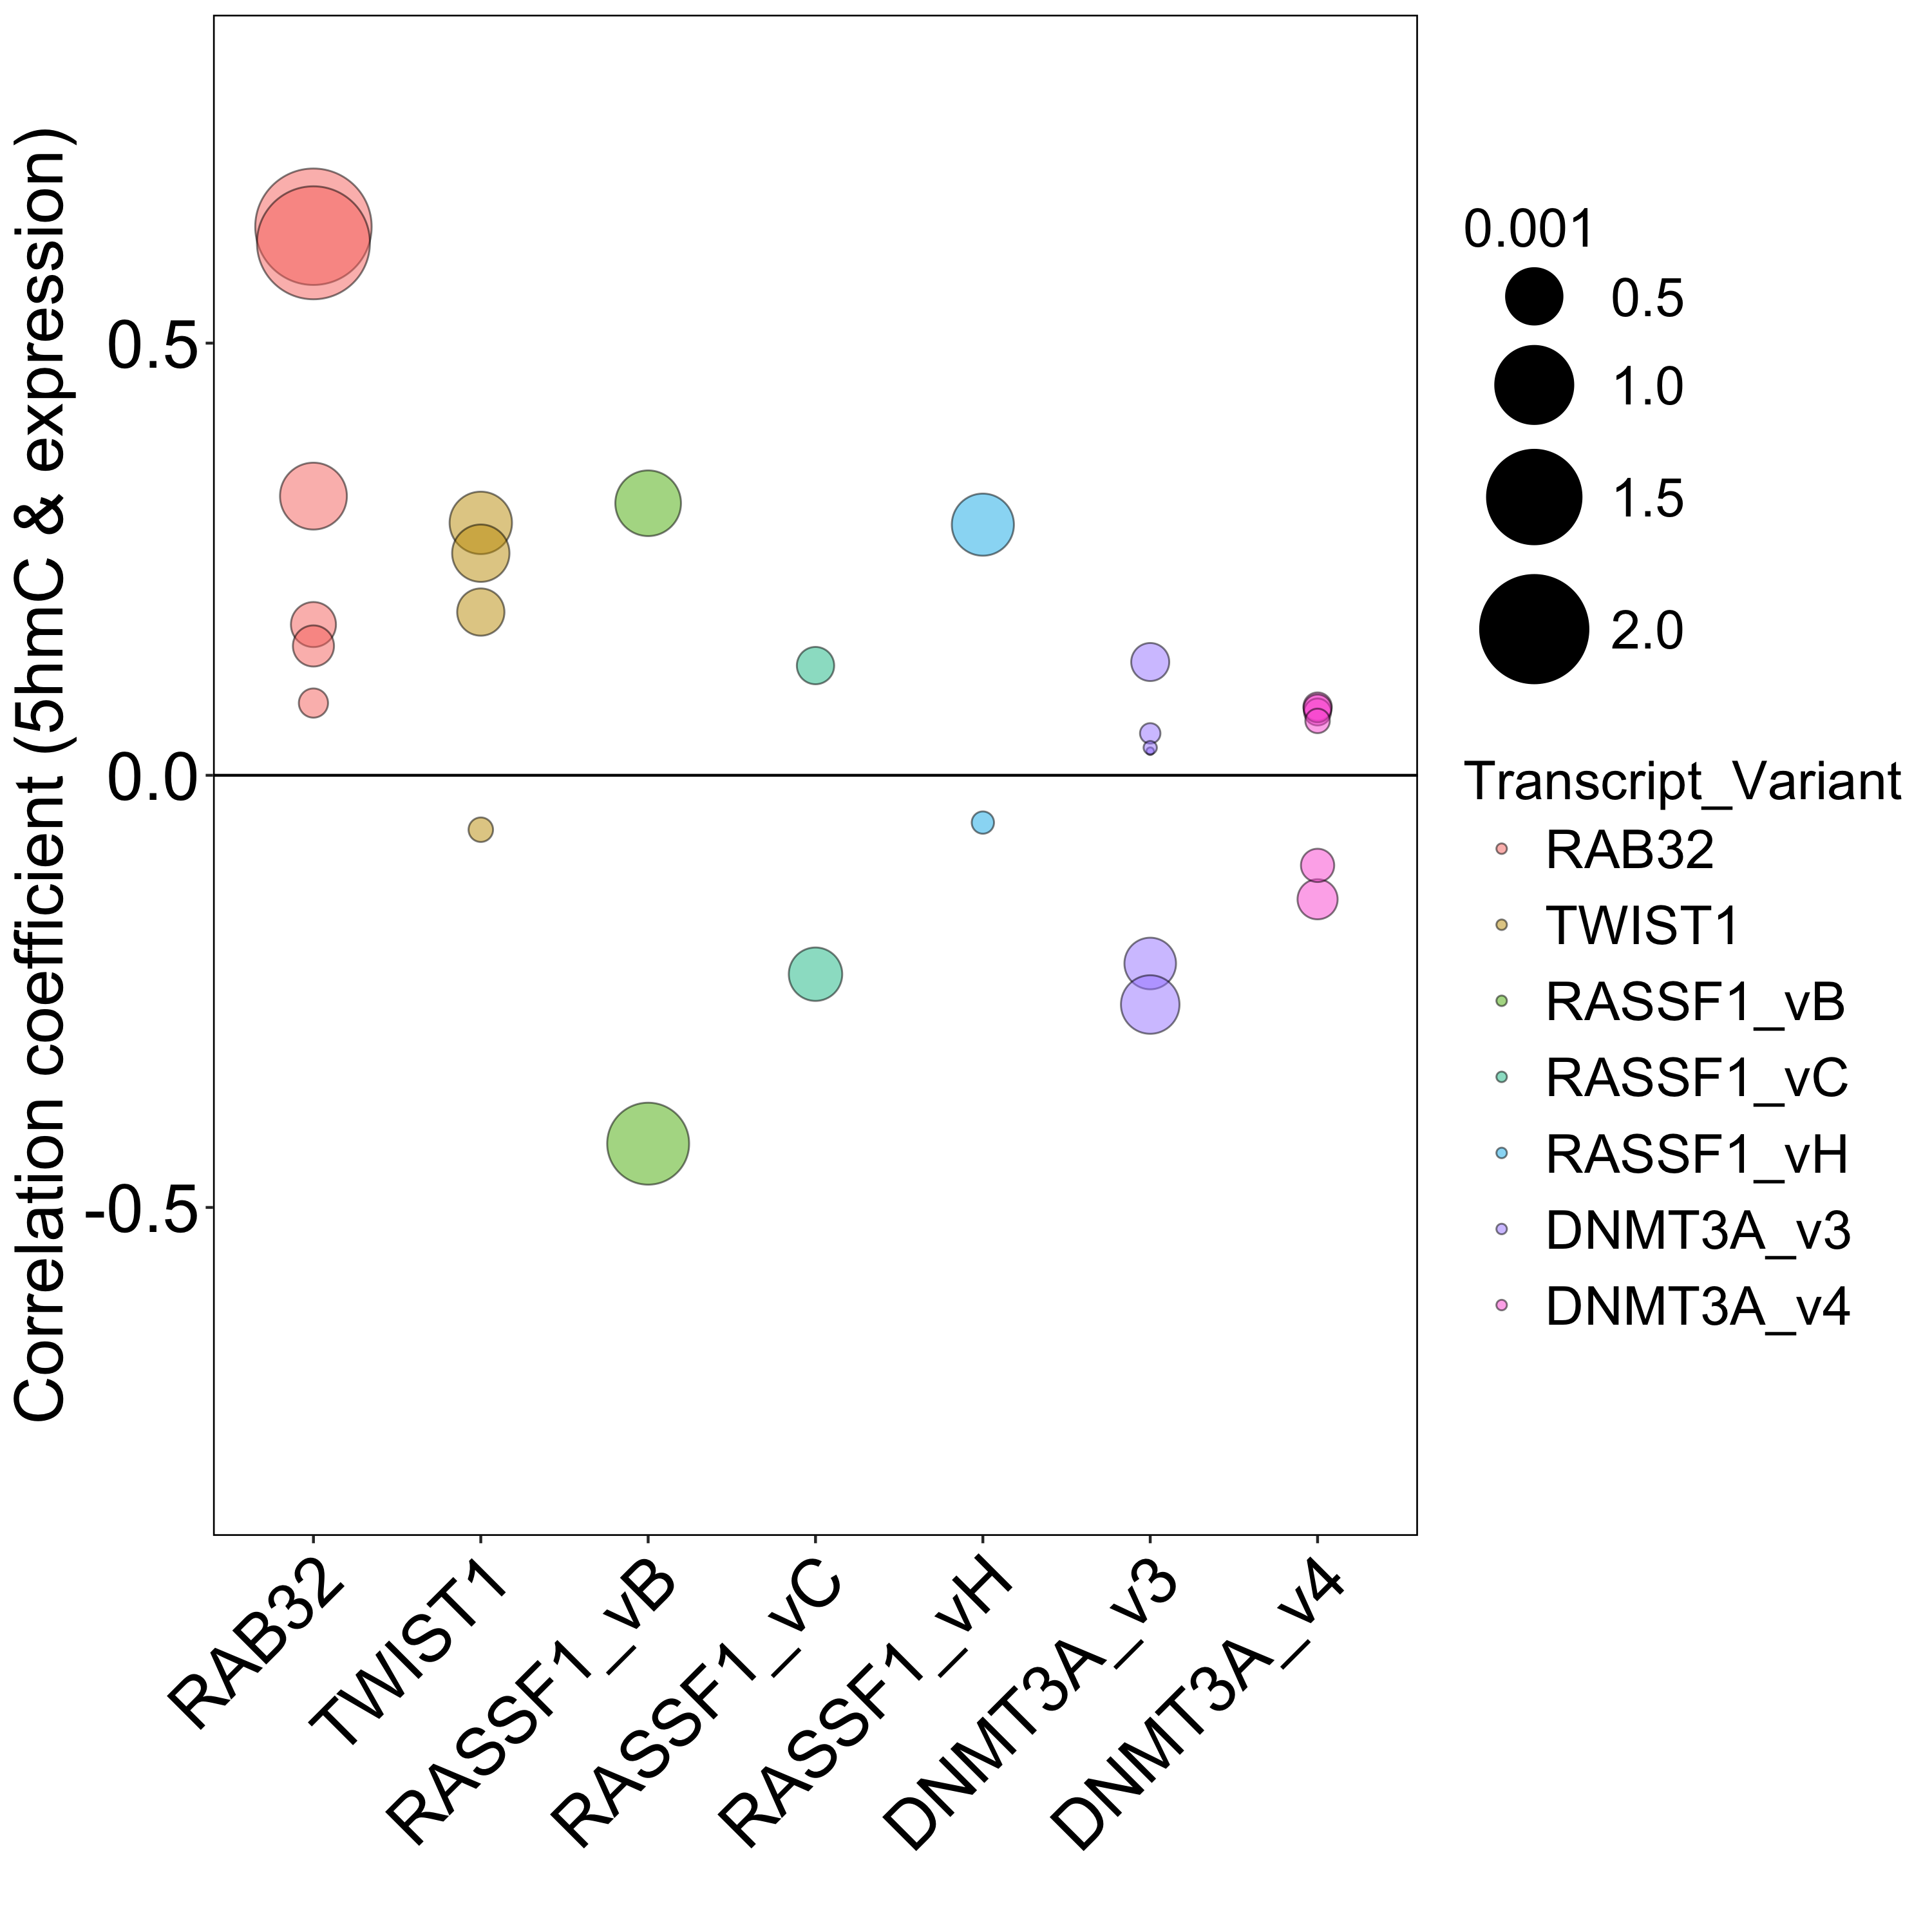 Correlation coefficient (5hmC & expression)
0.5
0.0
-0.5
RAB32
TWIST1
RASSF1_vB
RASSF1_vC
RASSF1_vH
DNMT3A_v3
DNMT3A_v4
0.001
0.5
1.0
1.5
2.0
Transcript_Variant
RAB32
TWIST1
RASSF1_vB
RASSF1_vC
RASSF1_vH
DNMT3A_v3
DNMT3A_v4